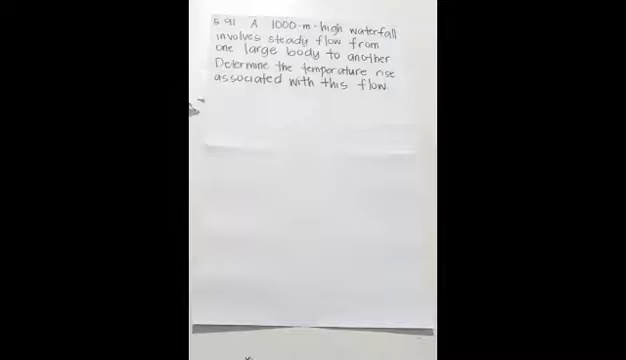 5.91 A 1000-m-high waterfall
involves steady flow from
one large body to another
Determine the temperature rise
associated with this flow.